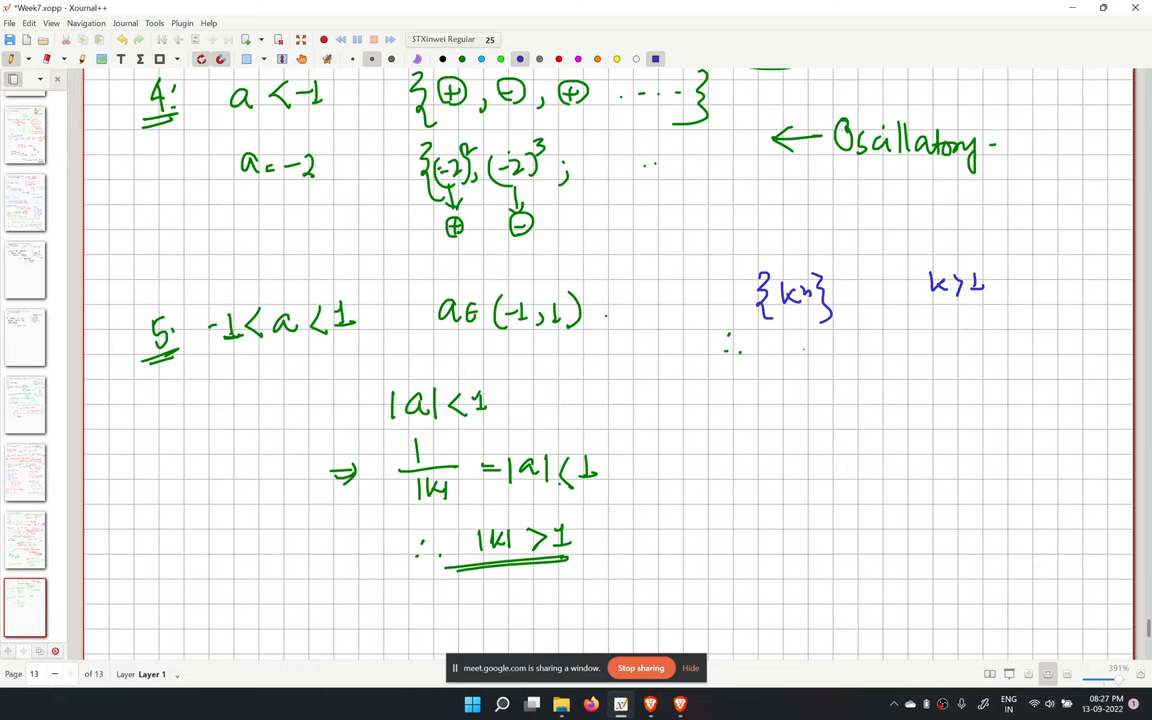 *Week7.xopp - Xournal++
File Edit View Navigation Journal Tools Plugin Help
STXinwei Regular 25
4: a < -1 {+, -, + ....}
← Oscillatory.
a = -2 {(-2)², (-2)³ ; ..
+ -
{kⁿ} k > 1
5: -1 < a < 1 a ∈ (-1, 1).
∴
|a| < 1
⇒ 1/|k| = |a| < 1
∴ |k| > 1
meet.google.com is sharing a window. Stop sharing Hide
Page 13 of 13 Layer Layer 1
391%
ENG
IN
08:27 PM
13-09-2022